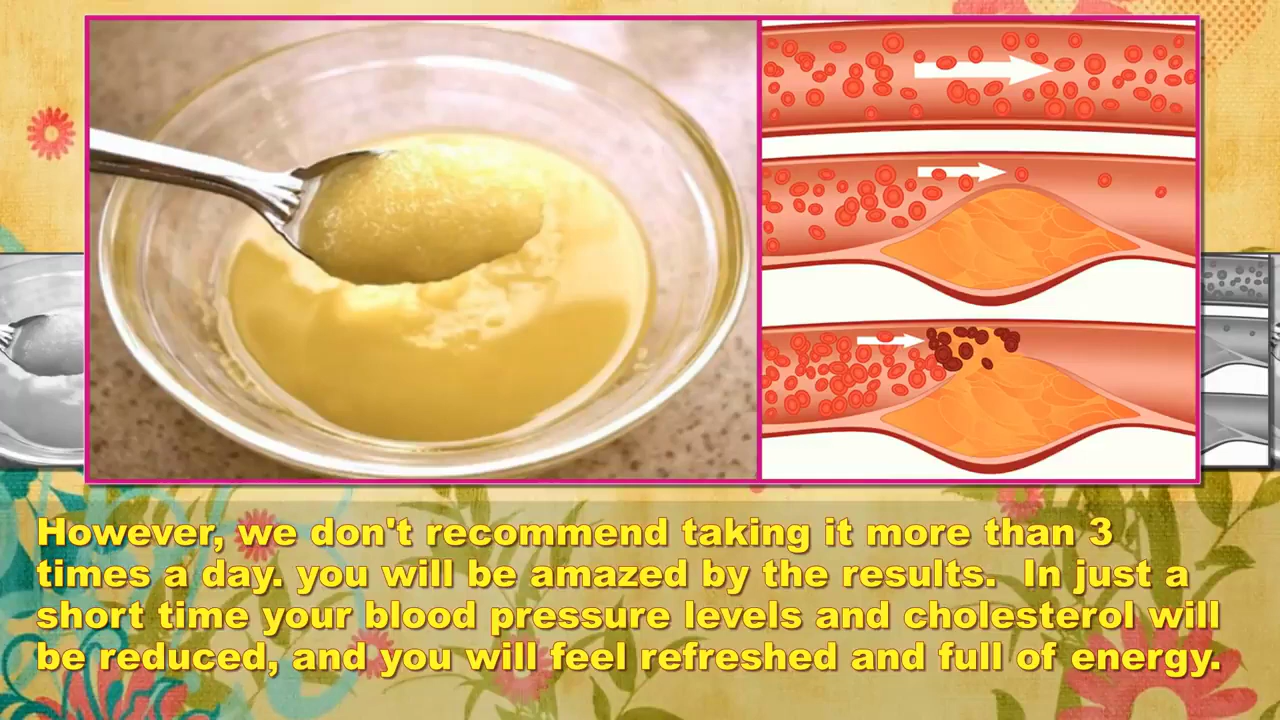 However, we don't recommend taking it more than 3
times a day. you will be amazed by the results.  In just a
short time your blood pressure levels and cholesterol will
be reduced, and you will feel refreshed and full of energy.